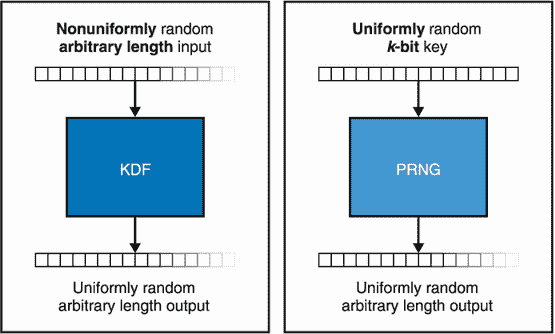 Nonuniformly random
arbitrary length input
KDF
Uniformly random
arbitrary length output
Uniformly random
k-bit key
PRNG
Uniformly random
arbitrary length output